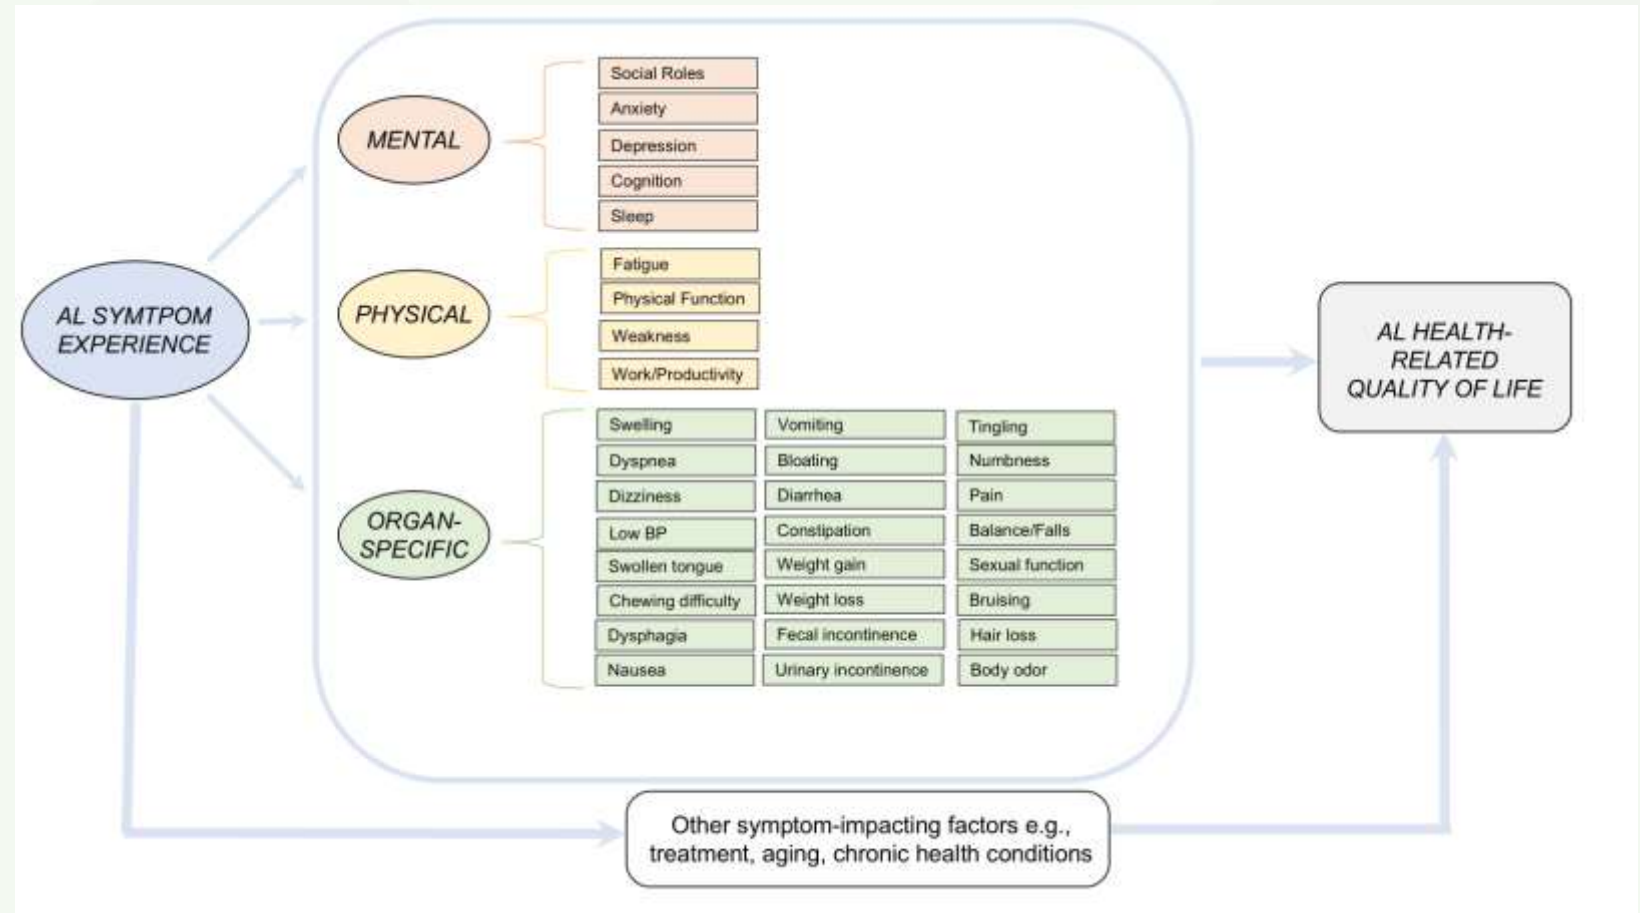 Social Roles
Anxiety
MENTAL
Depression
Cognition
Sleep
AL SYMTPOM
EXPERIENCE
PHYSICAL
Fatigue
Physical Function
Weakness
Work/Productivity
AL HEALTH-
RELATED
QUALITY OF LIFE
ORGAN-
SPECIFIC
Swelling
Dyspnea
Dizziness
Low BP
Swollen tongue
Chewing difficulty
Dysphagia
Nausea
Vomiting
Bloating
Diarrhea
Constipation
Weight gain
Weight loss
Fecal incontinence
Urinary incontinence
Tingling
Numbness
Pain
Balance/Falls
Sexual function
Bruising
Hair loss
Body odor
Other symptom-impacting factors e.g.,
treatment, aging, chronic health conditions